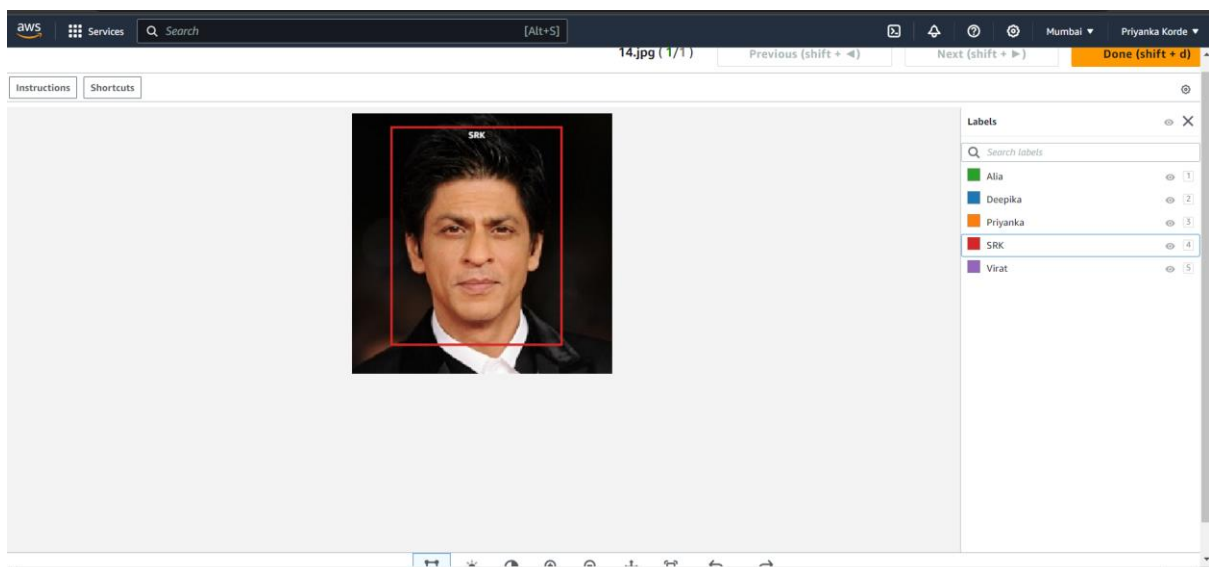 aws Services Search [Alt+S] Mumbai Priyanka Korde
14.jpg (1/1) Previous (shift + ◄) Next (shift + ►) Done (shift + d)
Instructions Shortcuts
SRK
Labels
Search labels
Alia 1
Deepika 2
Priyanka 3
SRK 4
Virat 5